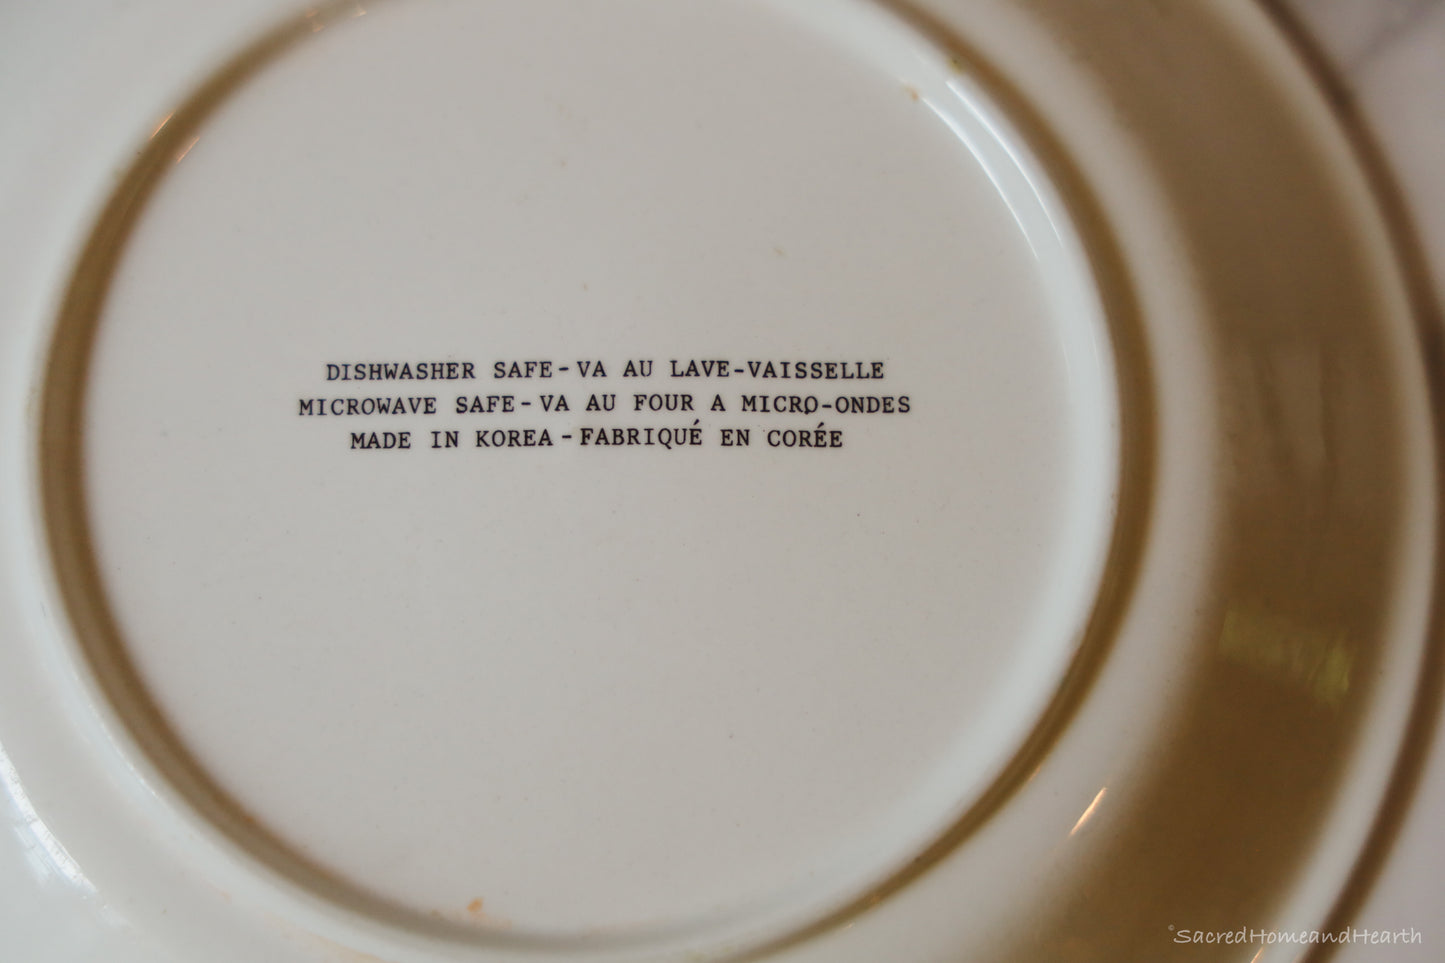 DISHWASHER SAFE-VA AU LAVE-VAISSELLE
MICROWAVE SAFE-VA AU FOUR A MICRO-ONDES
MADE IN KOREA-FABRIQUÉ EN CORÉE
©SacredHomeandHearth